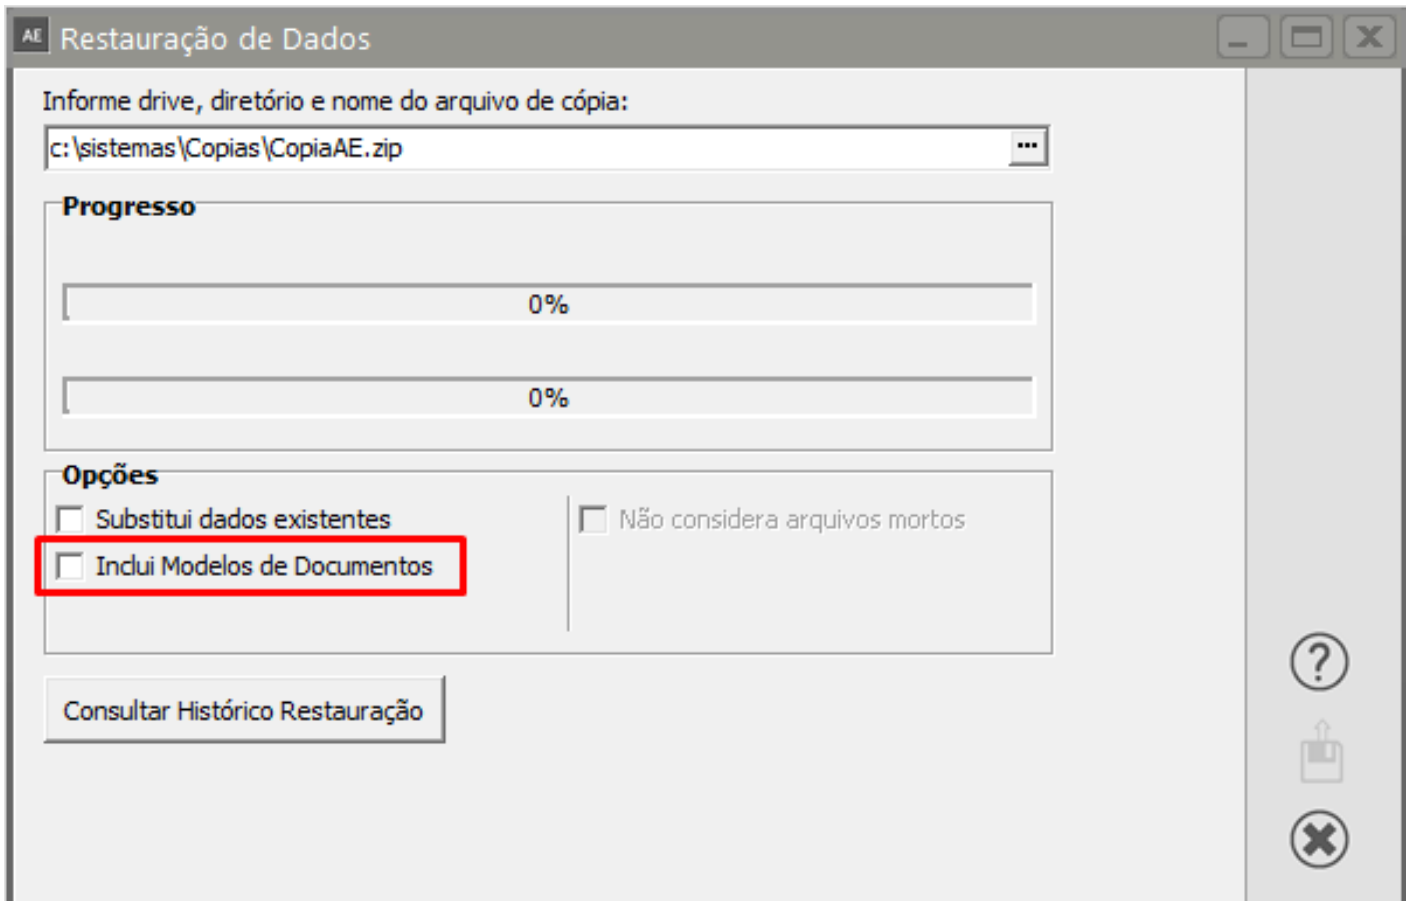 AE Restauração de Dados
Informe drive, diretório e nome do arquivo de cópia:
c:\sistemas\Copias\CopiaAE.zip ...
Progresso
0%
0%
Opções
Substitui dados existentes
Não considera arquivos mortos
Inclui Modelos de Documentos
Consultar Histórico Restauração
?